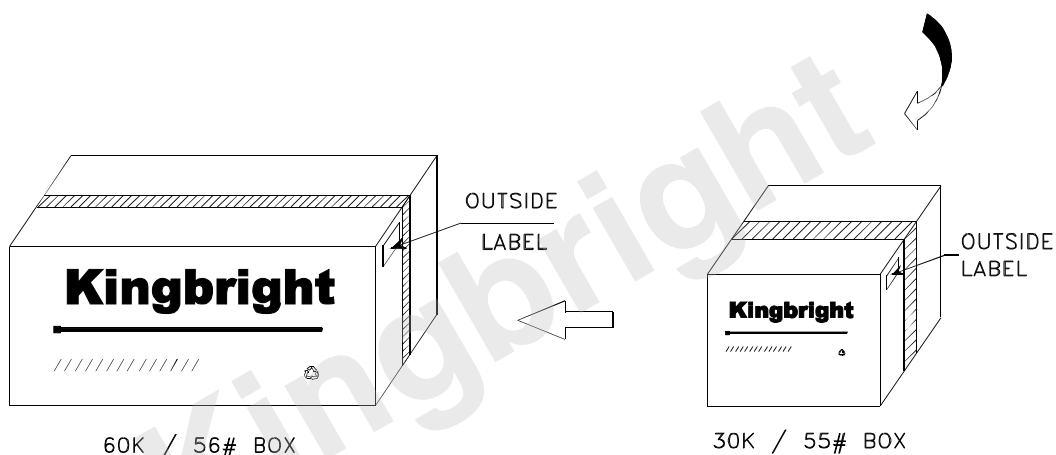 OUTSIDE
LABEL
Kingbright
60K / 56# BOX
OUTSIDE
LABEL
Kingbright
30K / 55# BOX
Kingbright